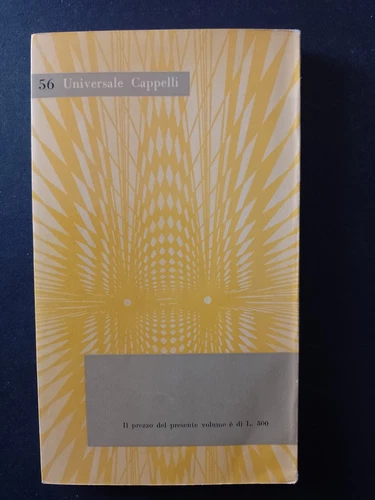 56 Universale Cappelli
Il prezzo del presente volume è di L. 500